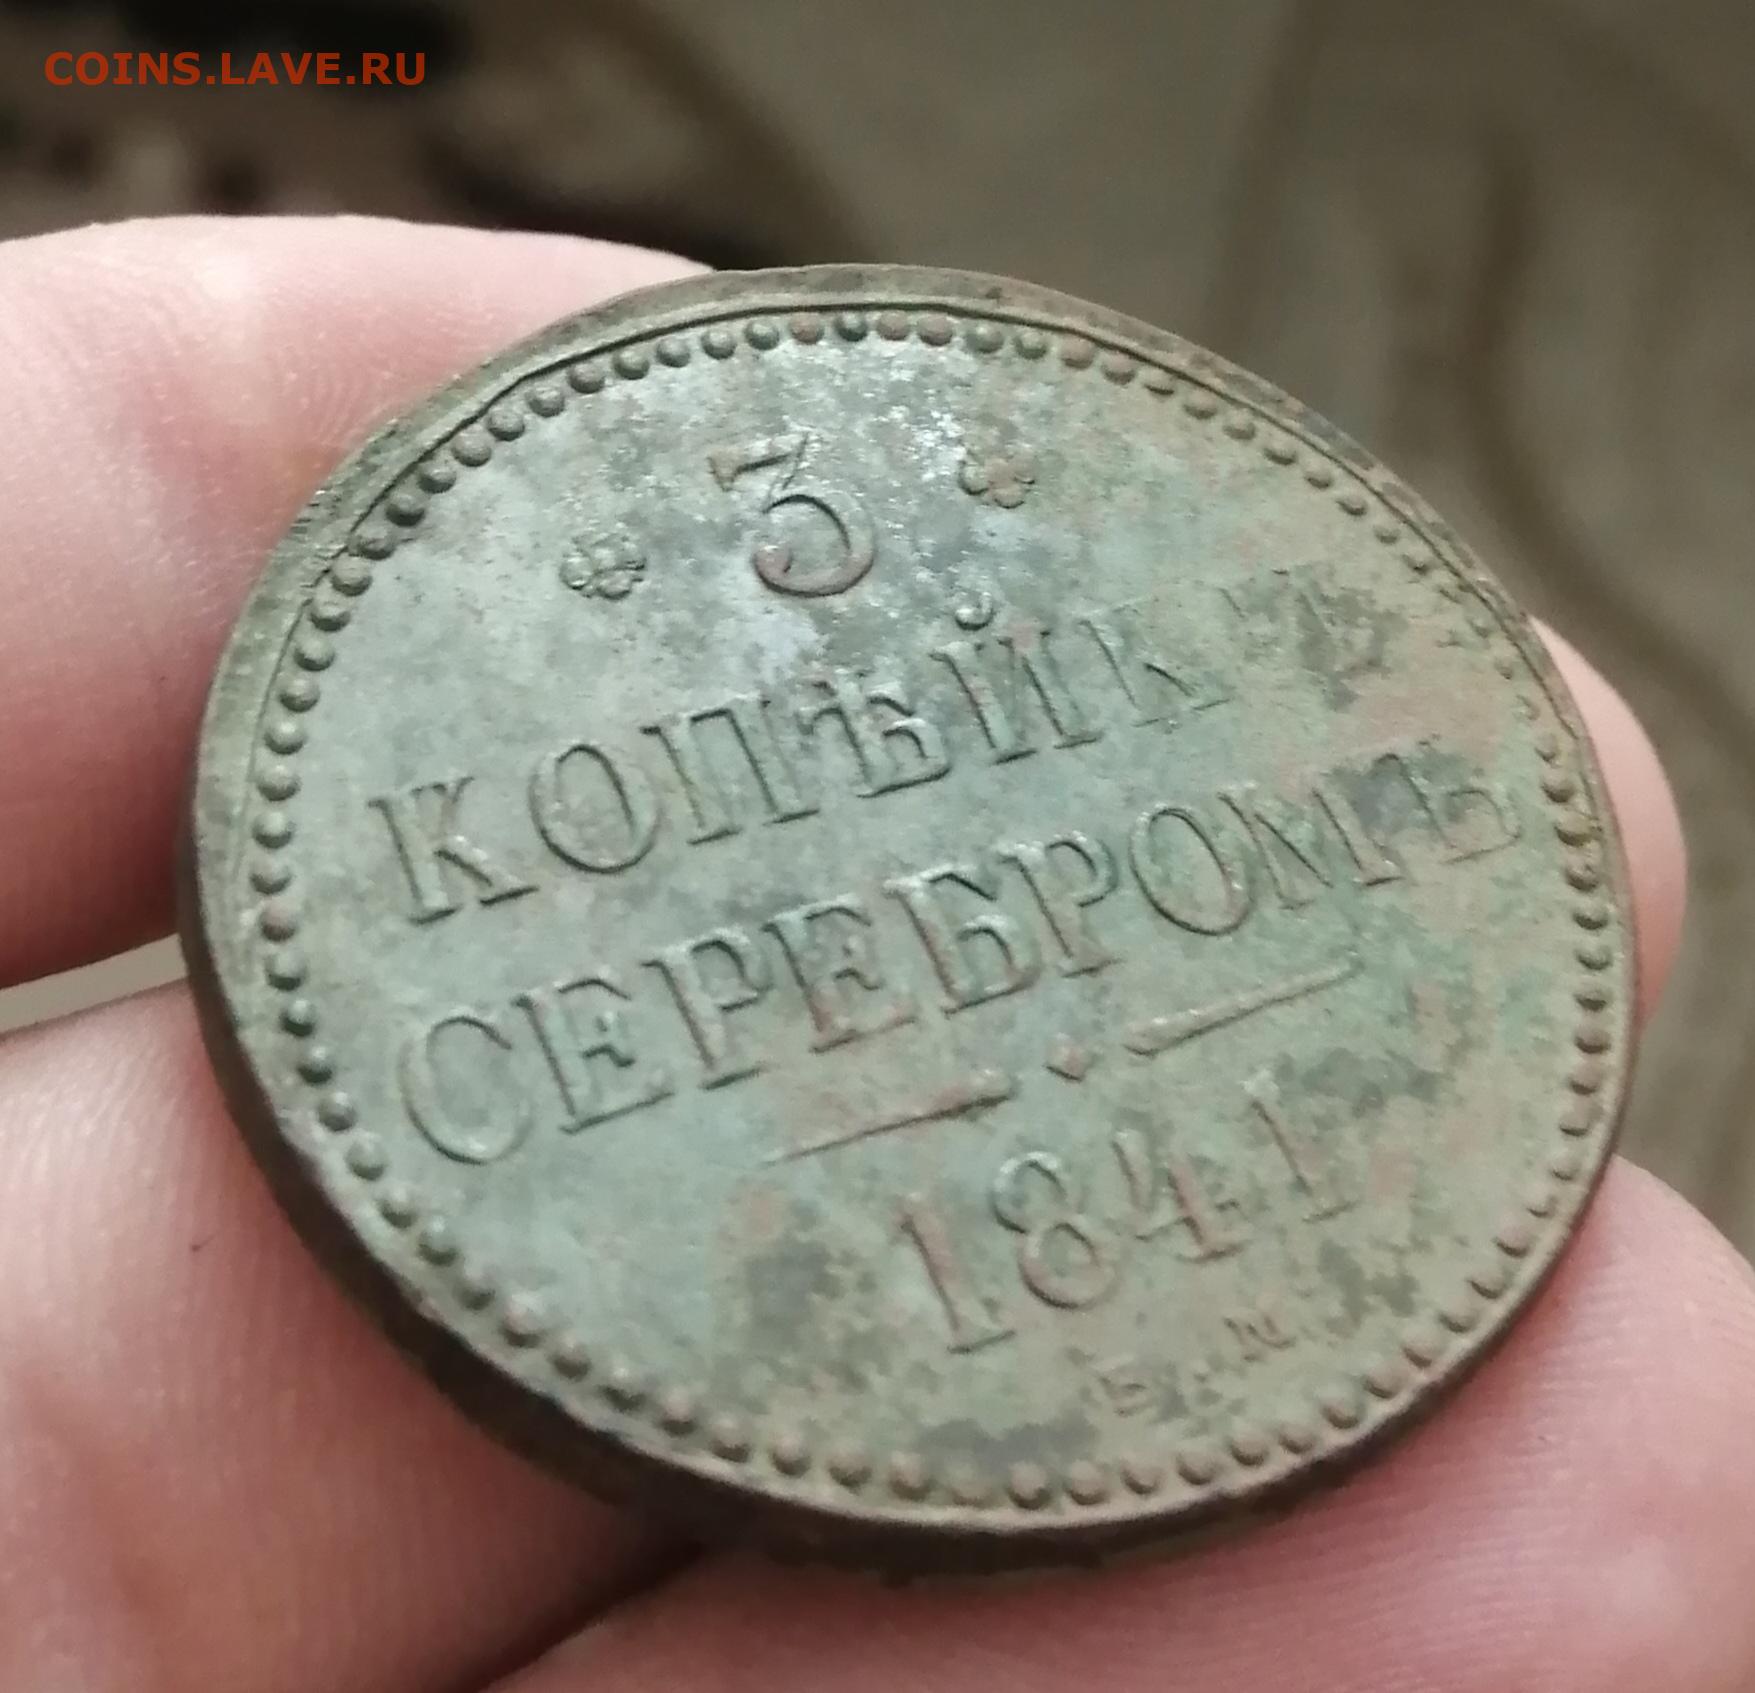 COINS.LAVE.RU
3
КОПѢЙКИ
СЕРЕБРОМЪ
1841
Е.М.